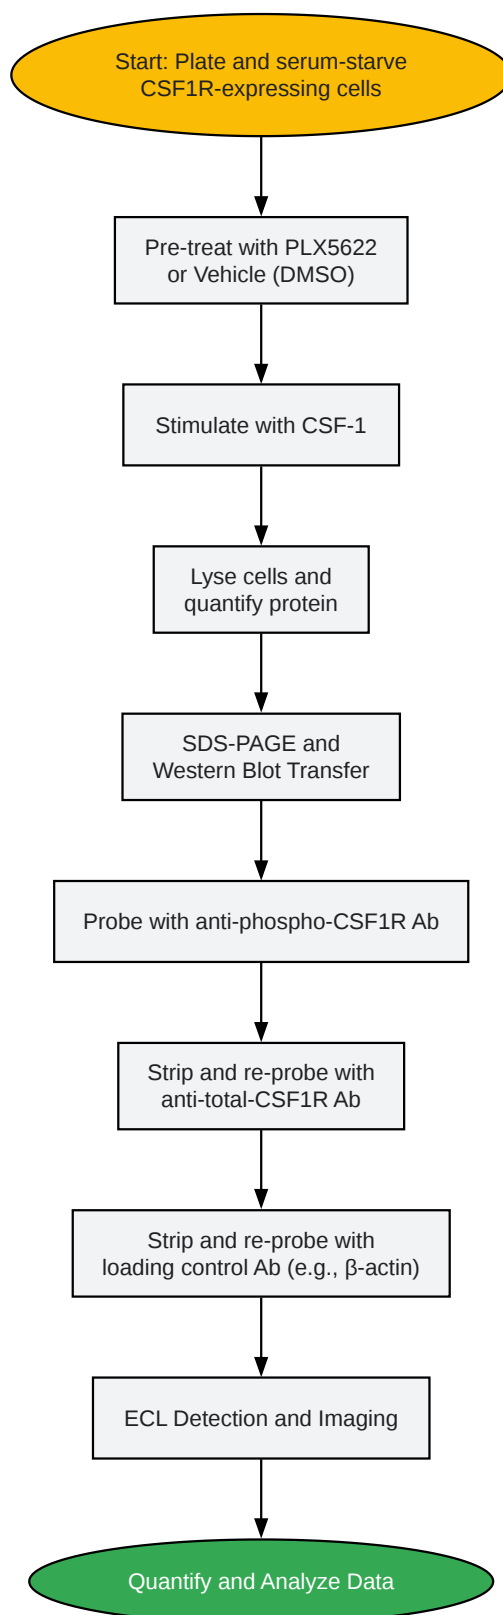 Start: Plate and serum-starve
CSF1R-expressing cells
Pre-treat with PLX5622
or Vehicle (DMSO)
Stimulate with CSF-1
Lyse cells and
quantify protein
SDS-PAGE and
Western Blot Transfer
Probe with anti-phospho-CSF1R Ab
Strip and re-probe with
anti-total-CSF1R Ab
Strip and re-probe with
loading control Ab (e.g., β-actin)
ECL Detection and Imaging
Quantify and Analyze Data